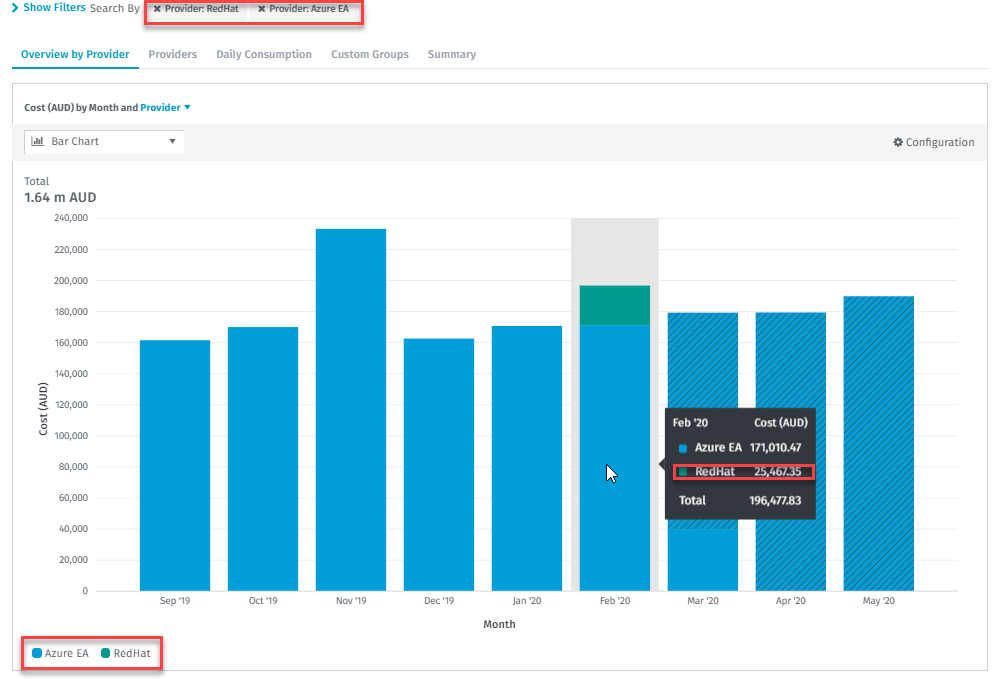 Show Filters Search By ✖ Provider: RedHat ✖ Provider: Azure EA
Overview by Provider Providers Daily Consumption Custom Groups Summary
Cost (AUD) by Month and Provider
Bar Chart
Configuration
Total
1.64 m AUD
240,000
220,000
200,000
180,000
160,000
140,000
120,000
100,000
80,000
60,000
40,000
20,000
0
Cost (AUD)
Feb '20 Cost (AUD)
Azure EA 171,010.47
RedHat 25,467.35
Total 196,477.83
Sep '19 Oct '19 Nov '19 Dec '19 Jan '20 Feb '20 Mar '20 Apr '20 May '20
Month
Azure EA RedHat